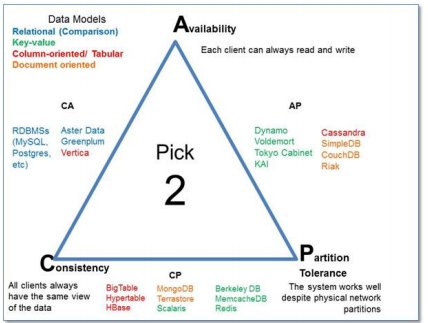 Data Models
Relational (Comparison)
Key-value
Column-oriented/ Tabular
Document oriented
Availability
Each client can always read and write
CA
RDBMSs
(MySQL,
Postgres,
etc)
Aster Data
Greenplum
Vertica
Pick
2
AP
Dynamo
Voldemort
Tokyo Cabinet
KAI
Cassandra
SimpleDB
CouchDB
Riak
Consistency
All clients always
have the same view
of the data
CP
BigTable
Hypertable
HBase
MongoDB
Terrastore
Scalaris
Berkeley DB
MemcacheDB
Redis
Partition
Tolerance
The system works well
despite physical network
partitions